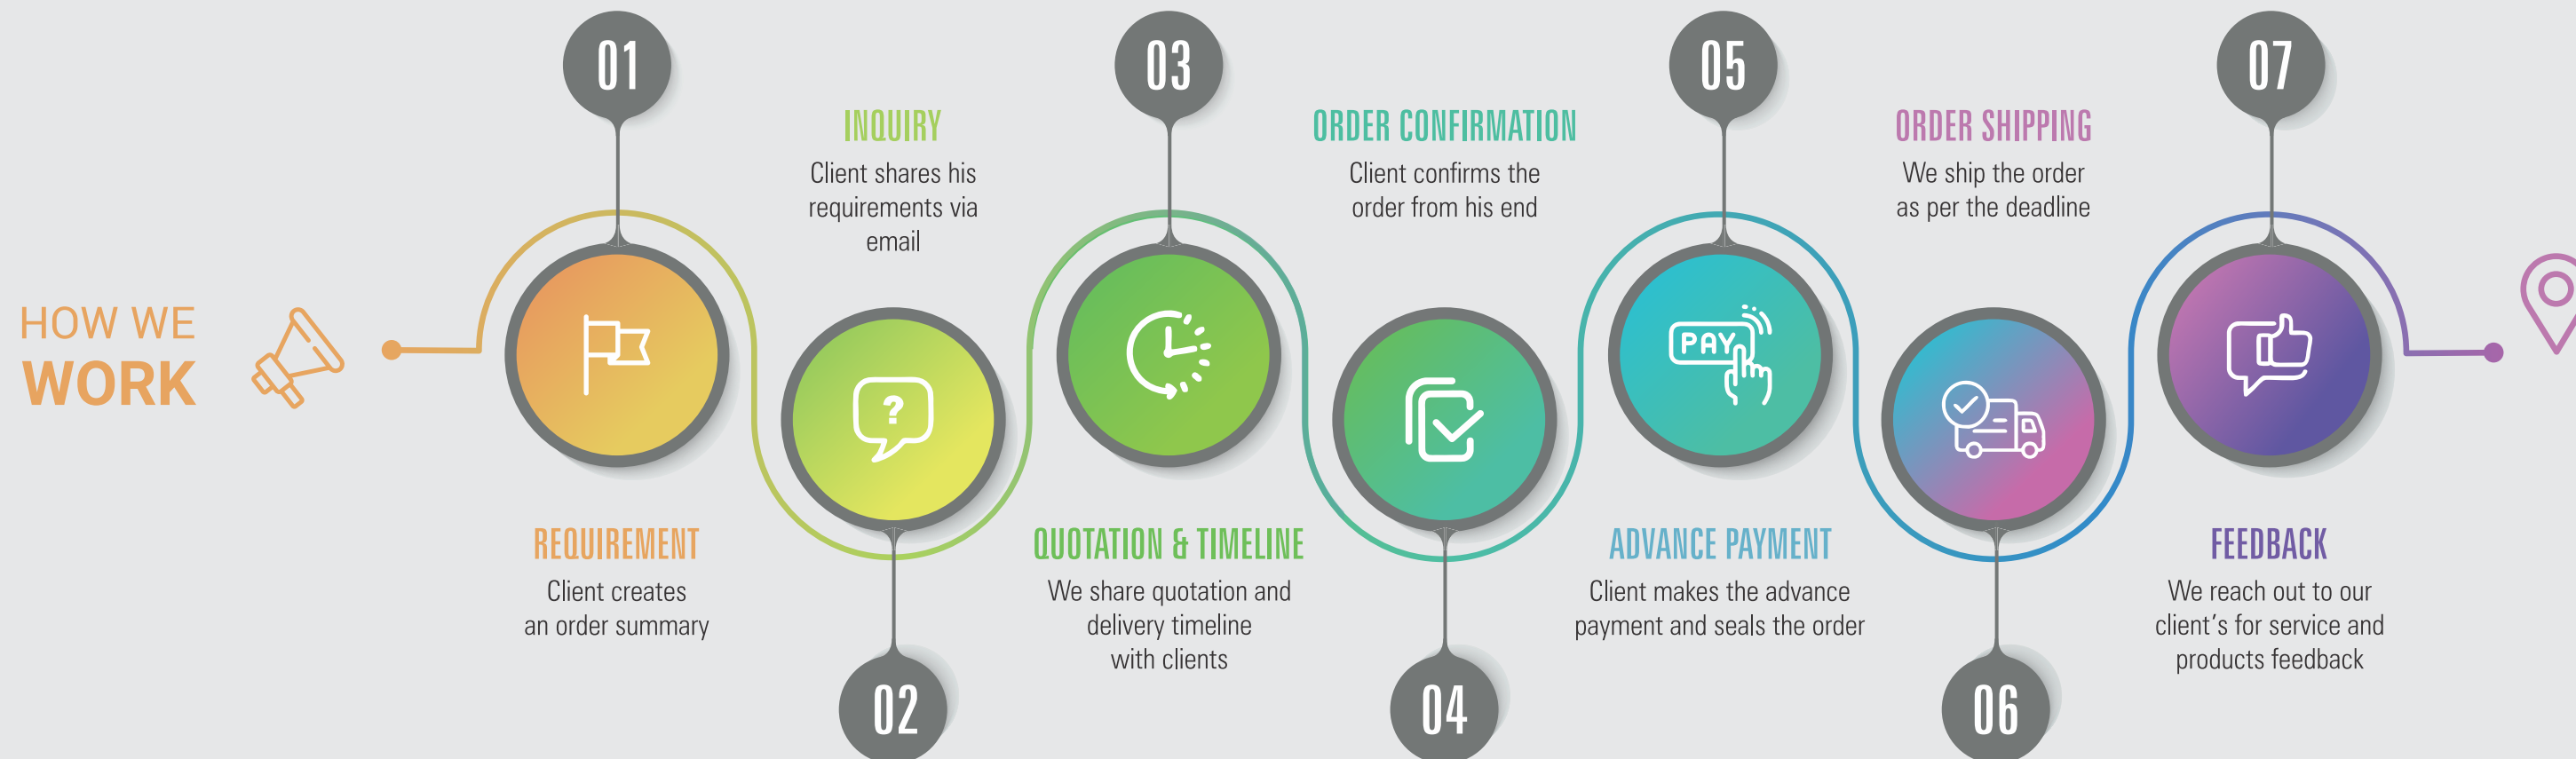 HOW WE
WORK
01
REQUIREMENT
Client creates
an order summary
INQUIRY
Client shares his
requirements via
email
?
02
03
QUOTATION & TIMELINE
We share quotation and
delivery timeline
with clients
ORDER CONFIRMATION
Client confirms the
order from his end
04
05
PAY
ADVANCE PAYMENT
Client makes the advance
payment and seals the order
ORDER SHIPPING
We ship the order
as per the deadline
06
07
FEEDBACK
We reach out to our
client's for service and
products feedback